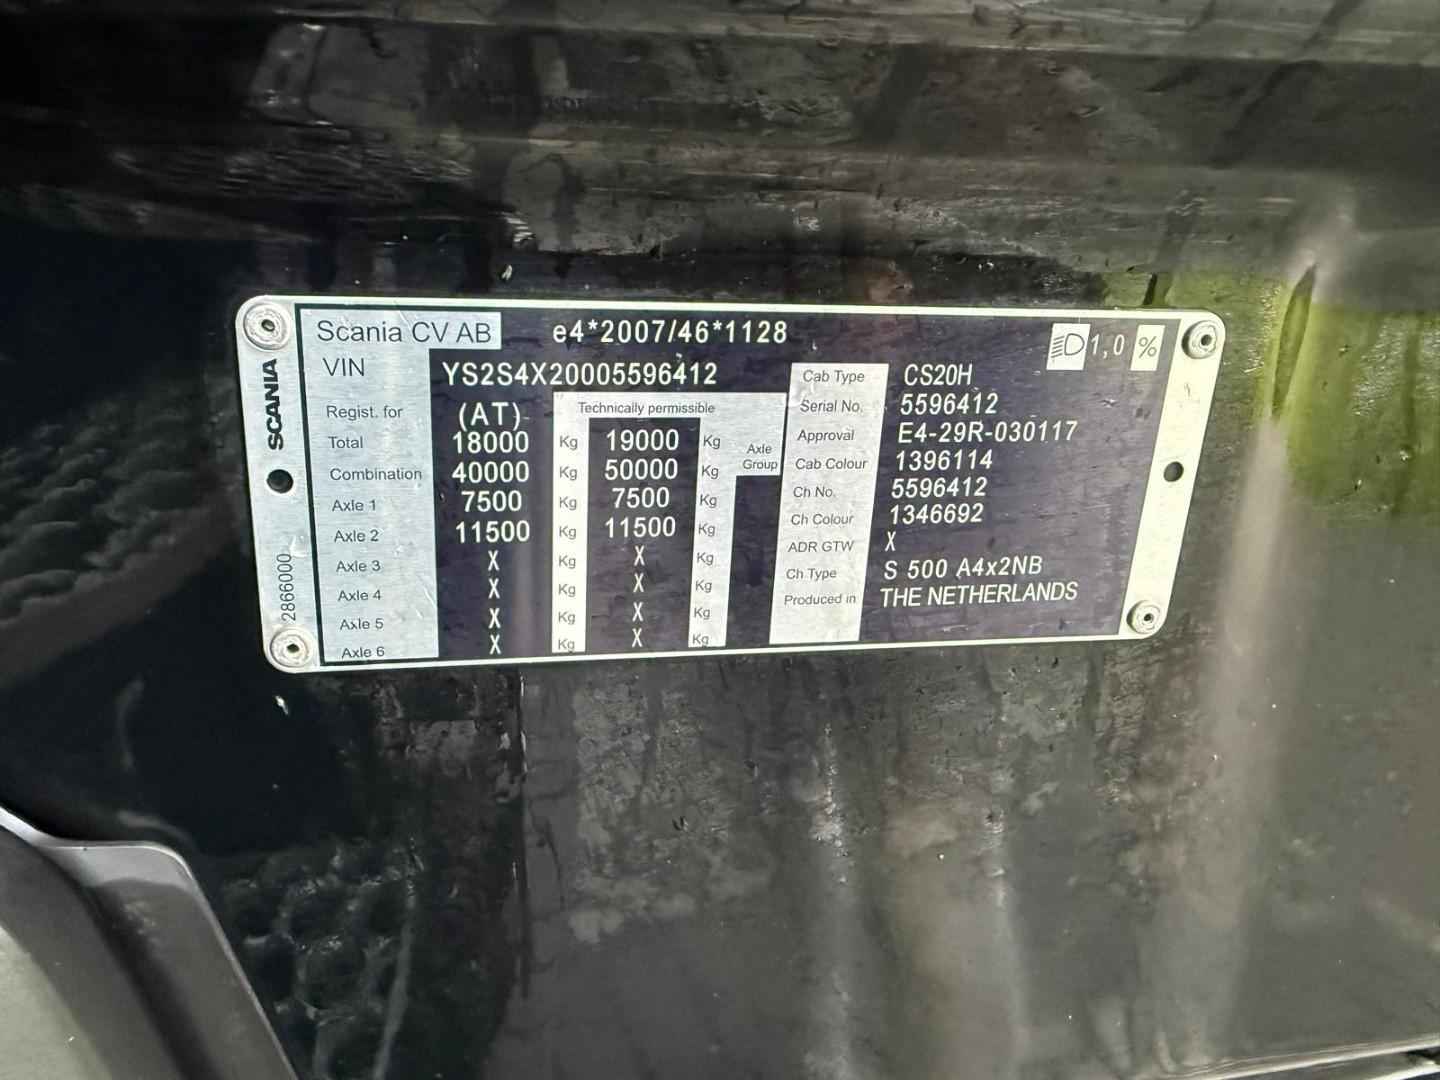 Scania CV AB e4*2007/46*1128 1,0 %
VIN YS2S4X20005596412
Regist. for (AT) Technically permissible
Total 18000 Kg 19000 Kg Axle Group
Combination 40000 Kg 50000 Kg
Axle 1 7500 Kg 7500 Kg
Axle 2 11500 Kg 11500 Kg
Axle 3 X Kg X Kg
Axle 4 X Kg X Kg
Axle 5 X Kg X Kg
Axle 6 X Kg X Kg
Cab Type CS20H
Serial No. 5596412
Approval E4-29R-030117
Cab Colour 1396114
Ch No. 5596412
Ch Colour 1346692
ADR GTW X
Ch Type S 500 A4x2NB
Produced in THE NETHERLANDS
SCANIA
2866000